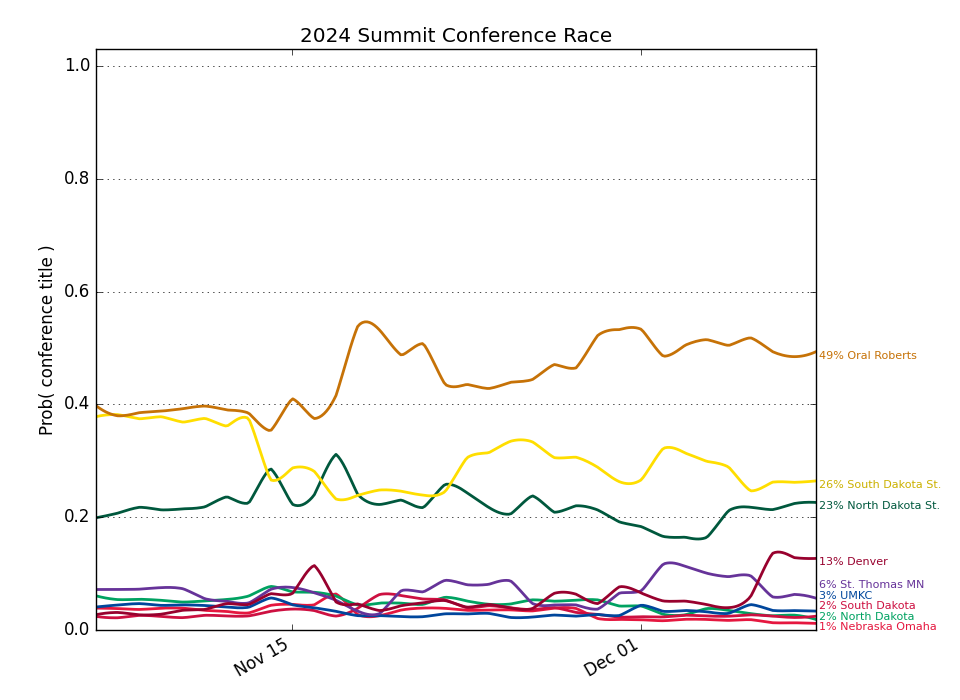 2024 Summit Conference Race
Prob( conference title )
1.0
0.8
0.6
0.4
0.2
0.0
Nov 15
Dec 01
49% Oral Roberts
26% South Dakota St.
23% North Dakota St.
13% Denver
6% St. Thomas MN
3% UMKC
2% South Dakota
2% North Dakota
1% Nebraska Omaha